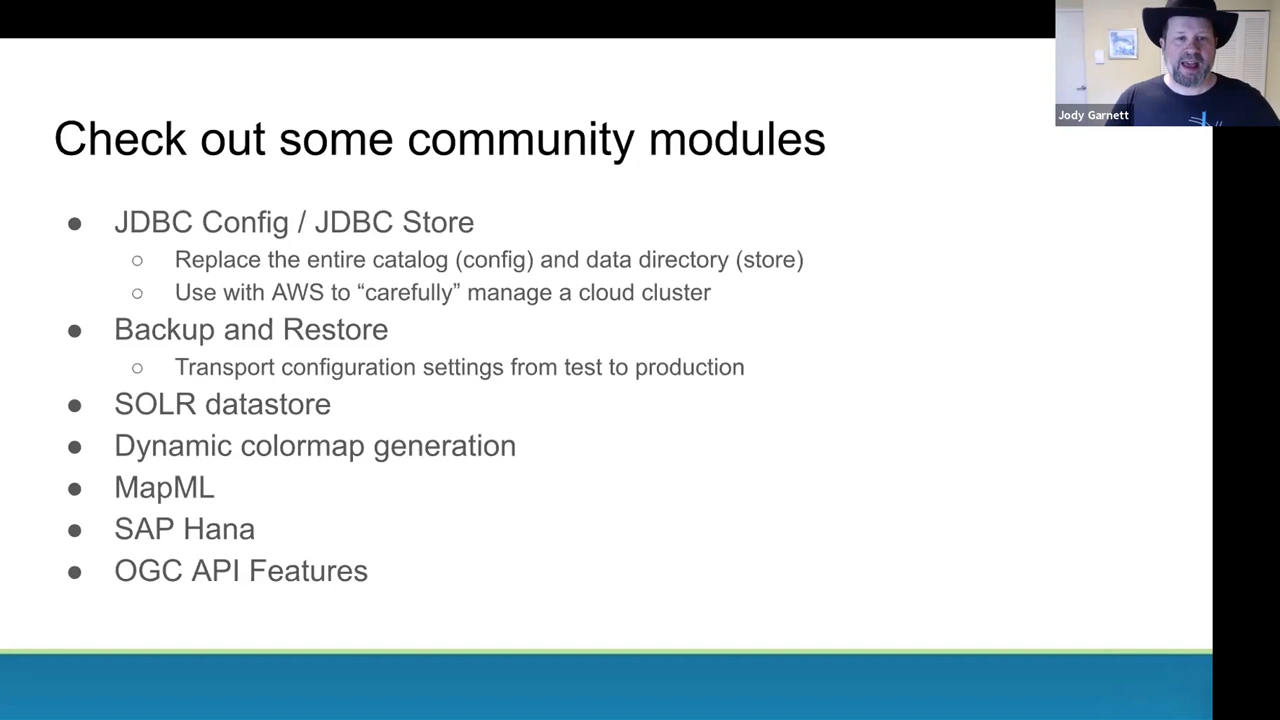 Jody Garnett
Check out some community modules
● JDBC Config / JDBC Store
○ Replace the entire catalog (config) and data directory (store)
○ Use with AWS to “carefully” manage a cloud cluster
● Backup and Restore
○ Transport configuration settings from test to production
● SOLR datastore
● Dynamic colormap generation
● MapML
● SAP Hana
● OGC API Features